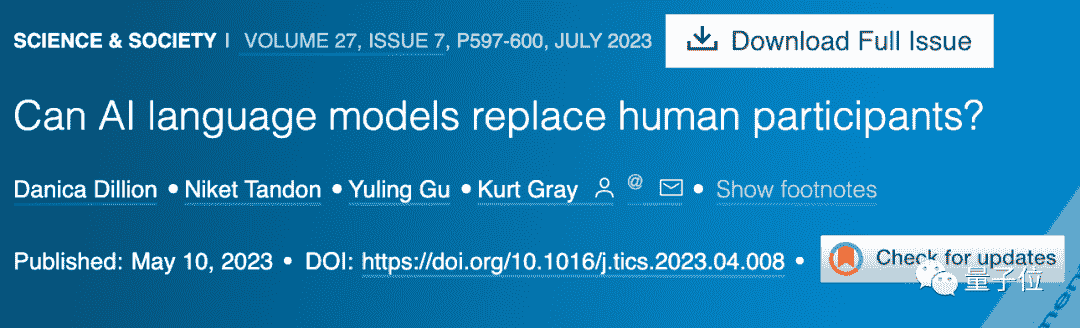 SCIENCE & SOCIETY | VOLUME 27, ISSUE 7, P597-600, JULY 2023 Download Full Issue
Can AI language models replace human participants?
Danica Dillion • Niket Tandon • Yuling Gu • Kurt Gray @ • Show footnotes
Published: May 10, 2023 • DOI: https://doi.org/10.1016/j.tics.2023.04.008 • Check for updates
量子位